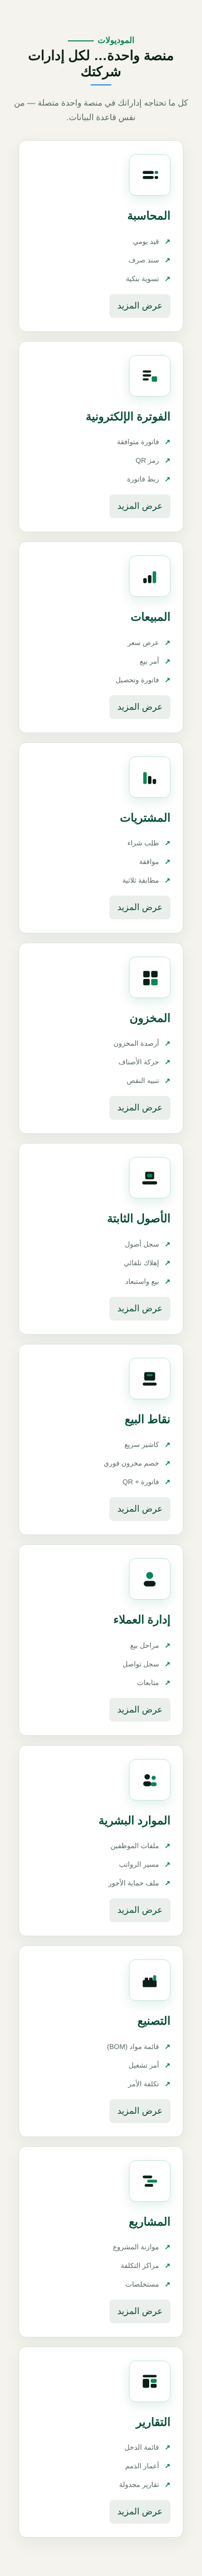 الموديولات
منصة واحدة... لكل إدارات
شركتك
كل ما تحتاجه إداراتك في منصة واحدة متصلة — من
نفس قاعدة البيانات.
المحاسبة
قيد يومي
سند صرف
تسوية بنكية
عرض المزيد
الفوترة الإلكترونية
فاتورة متوافقة
رمز QR
ربط فاتورة
عرض المزيد
المبيعات
عرض سعر
أمر بيع
فاتورة وتحصيل
عرض المزيد
المشتريات
طلب شراء
موافقة
مطابقة ثلاثية
عرض المزيد
المخزون
أرصدة المخزون
حركة الأصناف
تنبيه النقص
عرض المزيد
الأصول الثابتة
سجل أصول
إهلاك تلقائي
بيع واستبعاد
عرض المزيد
نقاط البيع
كاشير سريع
خصم مخزون فوري
فاتورة + QR
عرض المزيد
إدارة العملاء
مراحل بيع
سجل تواصل
متابعات
عرض المزيد
الموارد البشرية
ملفات الموظفين
مسير الرواتب
ملف حماية الأجور
عرض المزيد
التصنيع
قائمة مواد (BOM)
أمر تشغيل
تكلفة الأمر
عرض المزيد
المشاريع
موازنة المشروع
مراكز التكلفة
مستخلصات
عرض المزيد
التقارير
قائمة الدخل
أعمار الذمم
تقارير مجدولة
عرض المزيد